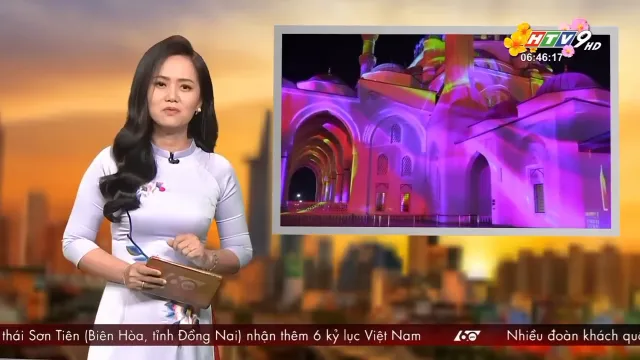 HTV9 HD
06:46:17
thái Sơn Tiên (Biên Hòa, tỉnh Đồng Nai) nhận thêm 6 kỷ lục Việt Nam 60 Nhiều đoàn khách qu